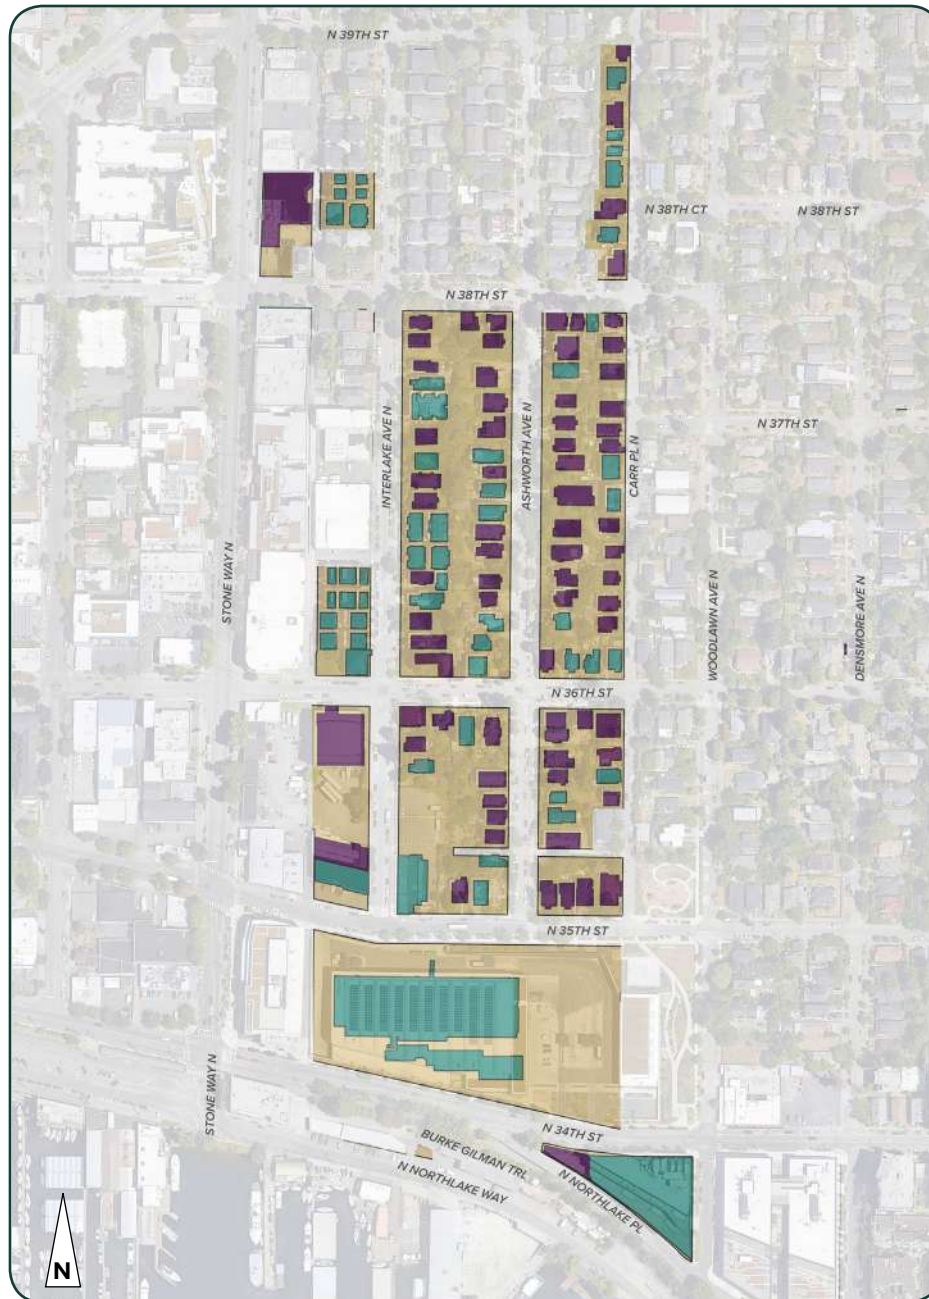 N 39TH ST
N 38TH CT
N 38TH ST
N 38TH ST
N 37TH ST
INTERLAKE AVE N
ASHWORTH AVE N
CARR PL N
STONE WAY N
WOODLAWN AVE N
DENSMORE AVE N
N 36TH ST
N 35TH ST
STONE WAY N
N 34TH ST
BURKE GILMAN TRL
N NORTHLAKE WAY
N NORTHLAKE PL
N